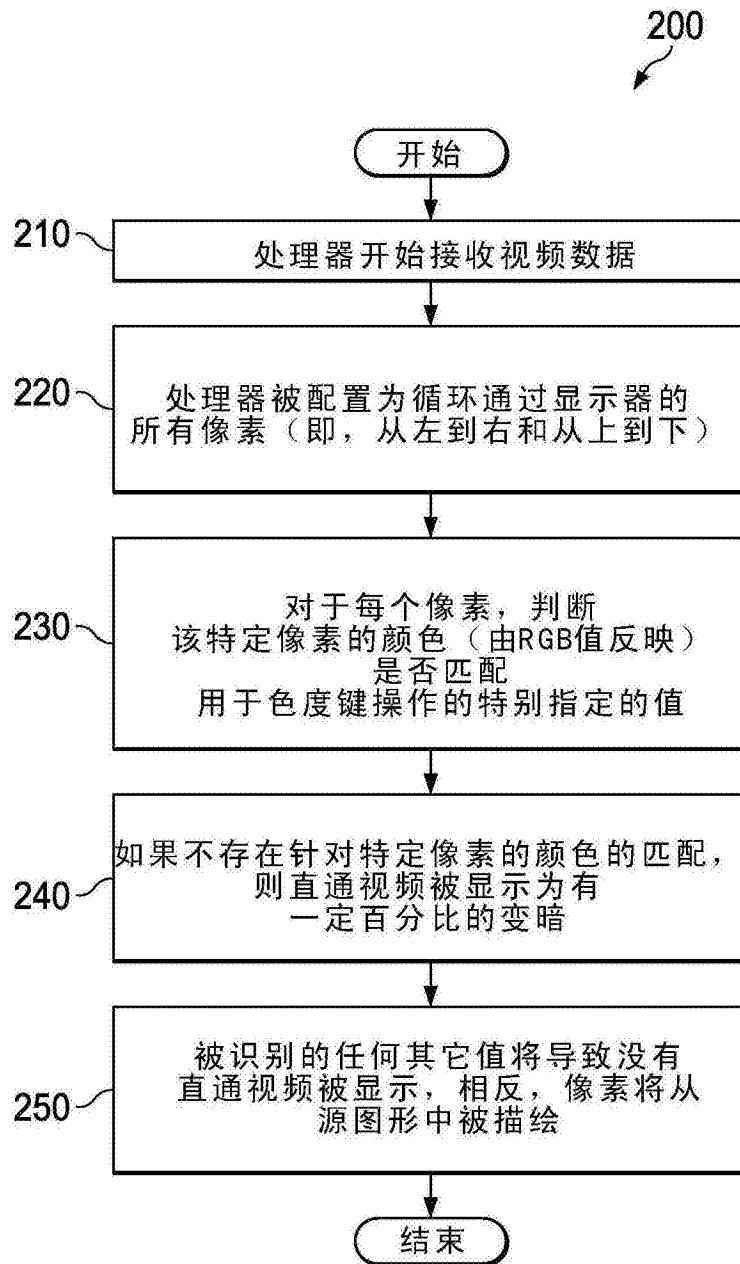 200
开始
210
处理器开始接收视频数据
220
处理器被配置为循环通过显示器的
所有像素（即，从左到右和从上到下）
230
对于每个像素，判断
该特定像素的颜色（由RGB值反映）
是否匹配
用于色度键操作的特别指定的值
240
如果不存在针对特定像素的颜色的匹配，
则直通视频被显示为有
一定百分比的变暗
250
被识别的任何其它值将导致没有
直通视频被显示，相反，像素将从
源图形中被描绘
结束